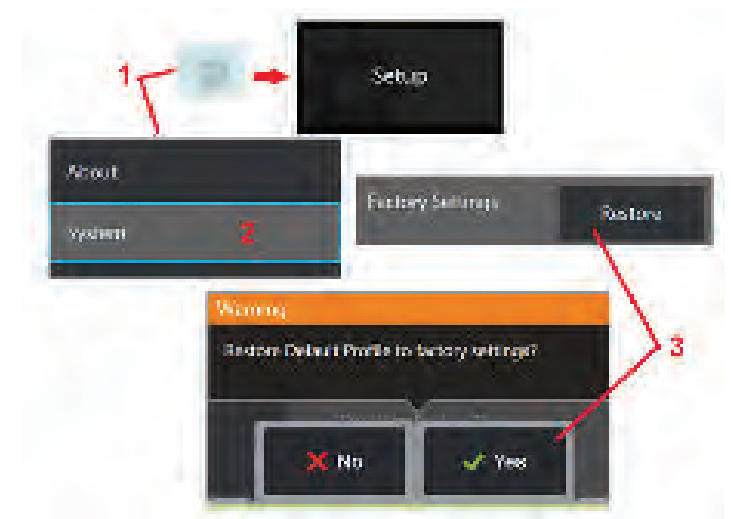 1
Setup
About
System
2
Factory Settings
Restore
Warning
Restore Default Profile to factory settings?
3
No
Yes